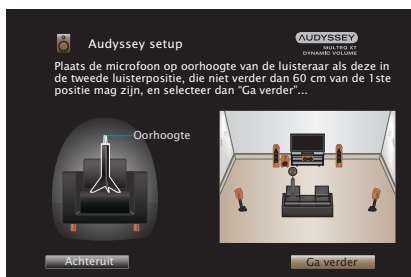 Audyssey setup
AUDYSSEY
MULTEQ XT
DYNAMIC VOLUME
Plaats de microfoon op oorhoogte van de luisteraar als deze in
de tweede luisterpositie, die niet verder dan 60 cm van de 1ste
positie mag zijn, en selecteer dan “Ga verder”...
Oorhoogte
Achteruit
Ga verder